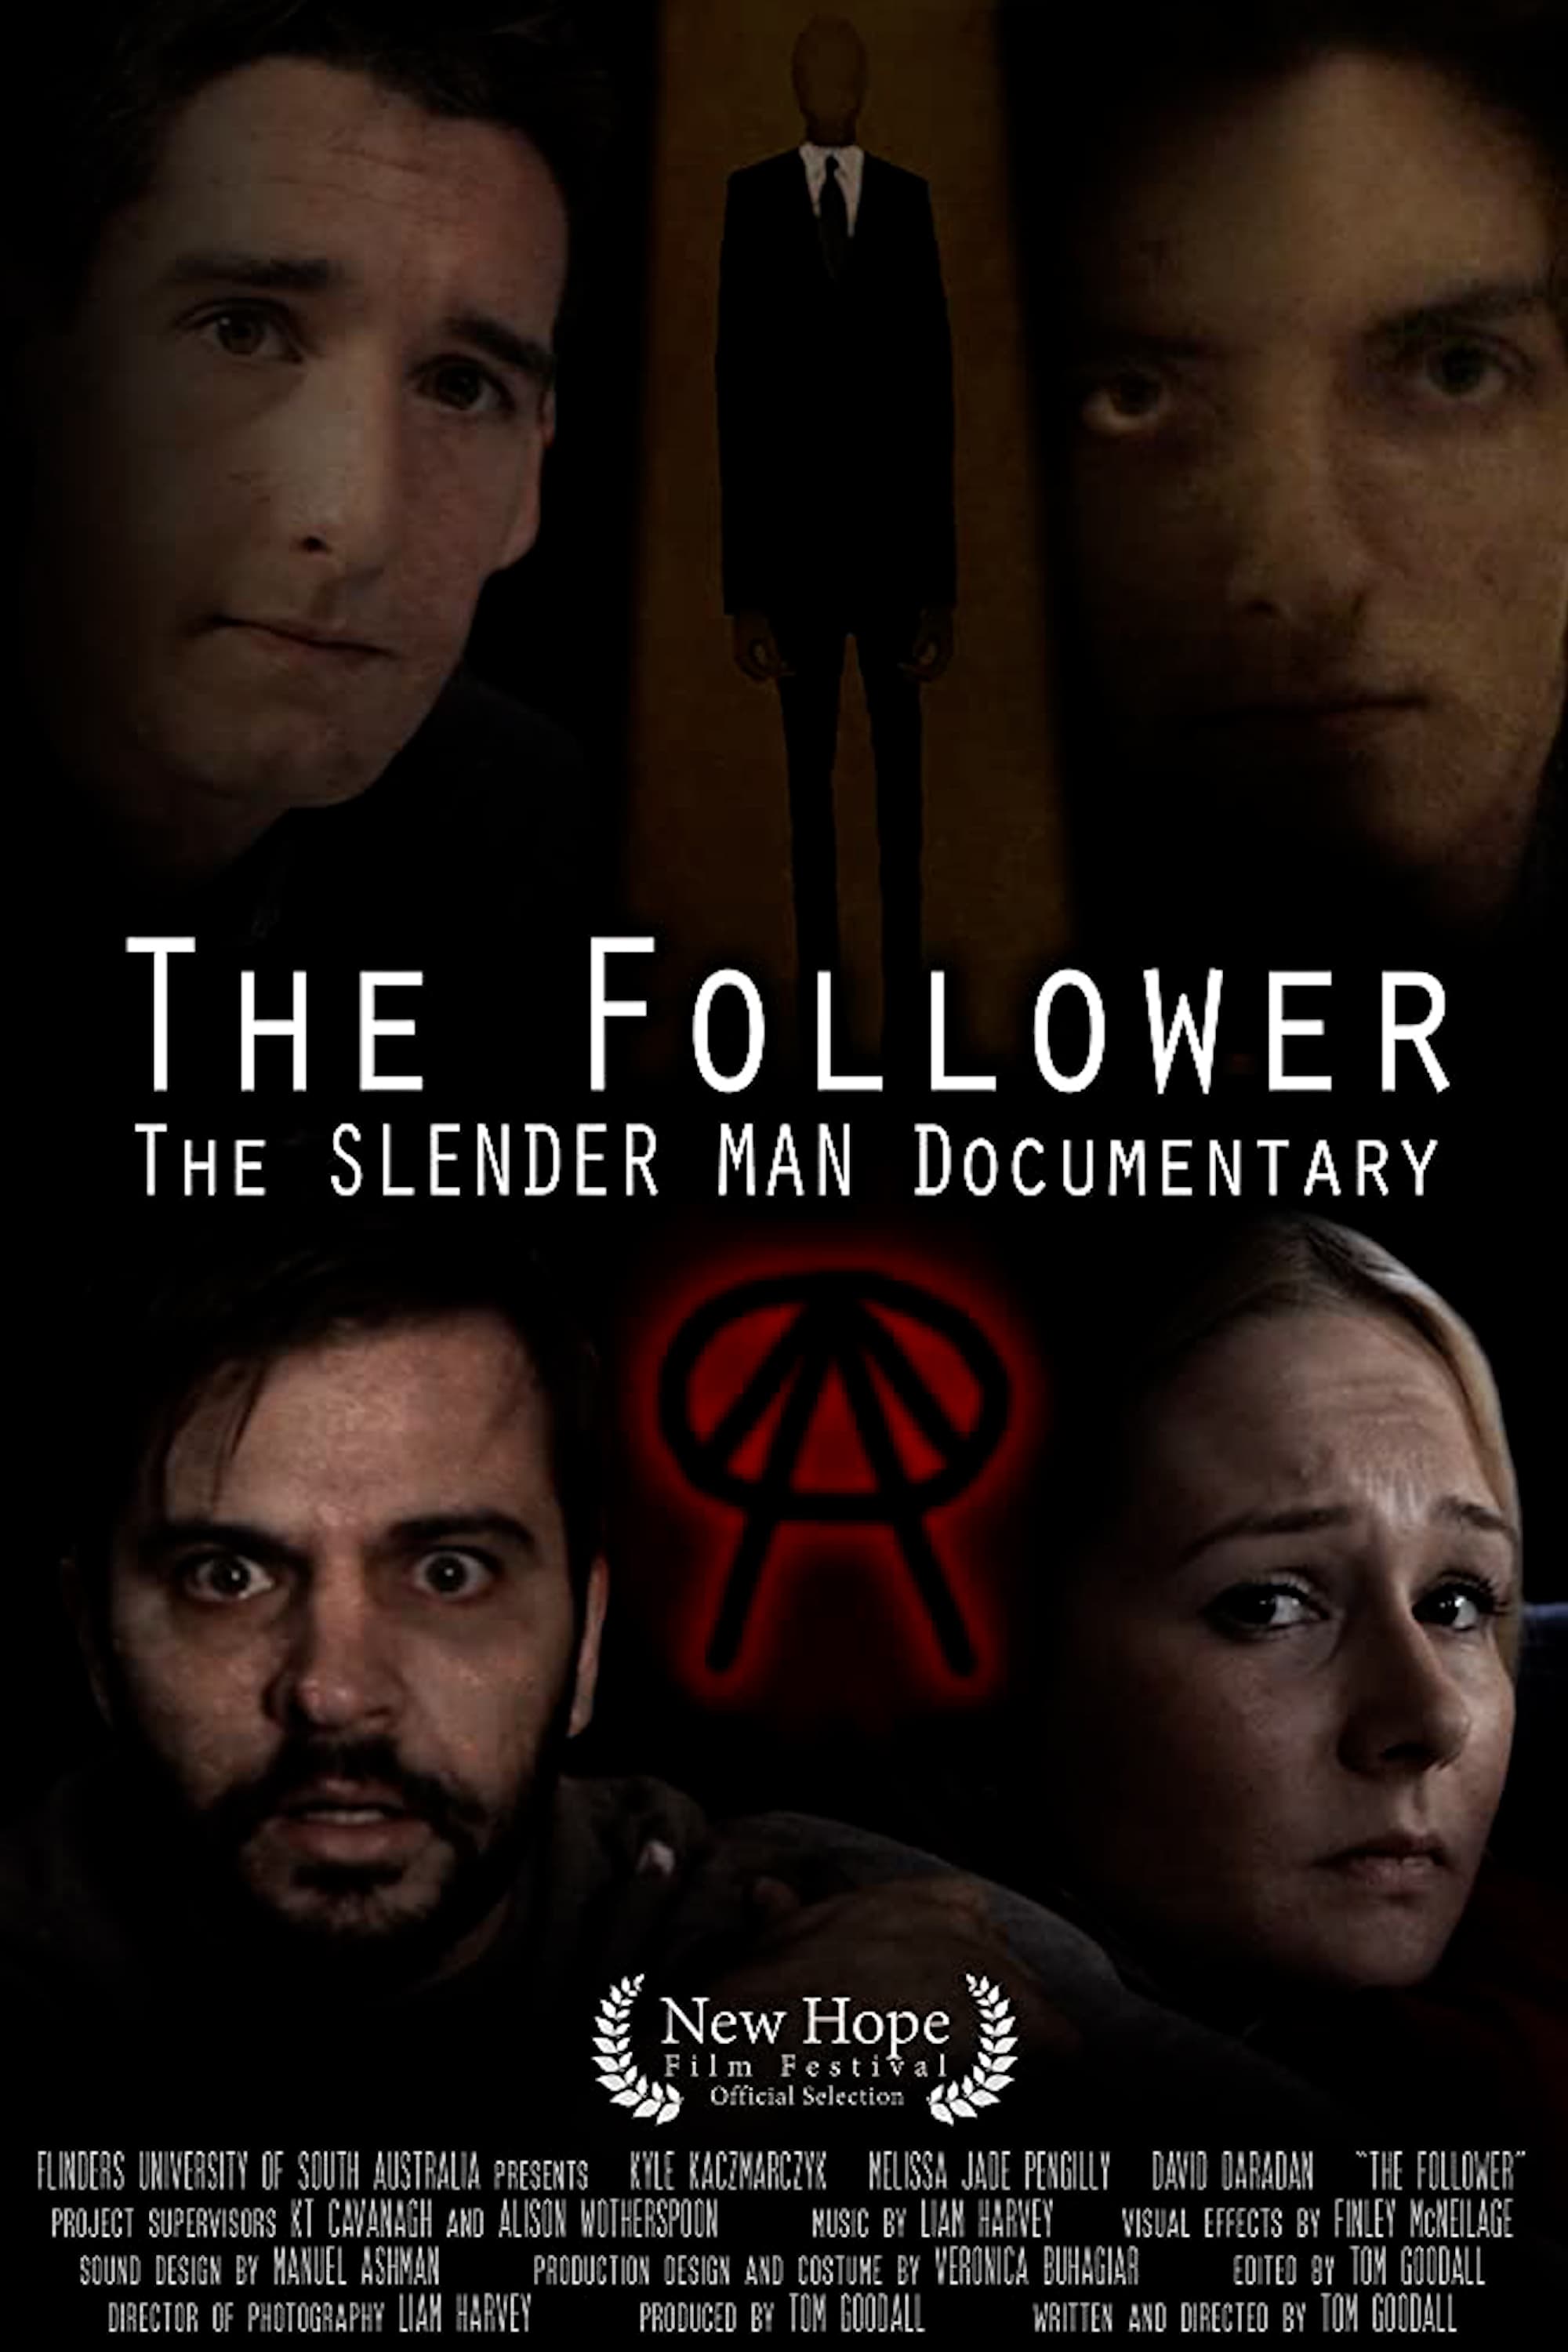 THE FOLLOWER
THE SLENDER MAN DOCUMENTARY
New Hope
Film Festival
Official Selection
FLINDERS UNIVERSITY OF SOUTH AUSTRALIA PRESENTS KYLE KACZMARCZYK MELISSA JADE PENGILLY DAVID DARADAN "THE FOLLOWER"
PROJECT SUPERVISORS KT CAVANAGH AND ALISON WOTHERSPOON MUSIC BY LIAM HARVEY VISUAL EFFECTS BY FINLEY McNEILAGE
SOUND DESIGN BY MANUEL ASHMAN PRODUCTION DESIGN AND COSTUME BY VERONICA BUHAGIAR EDITED BY TOM GOODALL
DIRECTOR OF PHOTOGRAPHY LIAM HARVEY PRODUCED BY TOM GOODALL WRITTEN AND DIRECTED BY TOM GOODALL